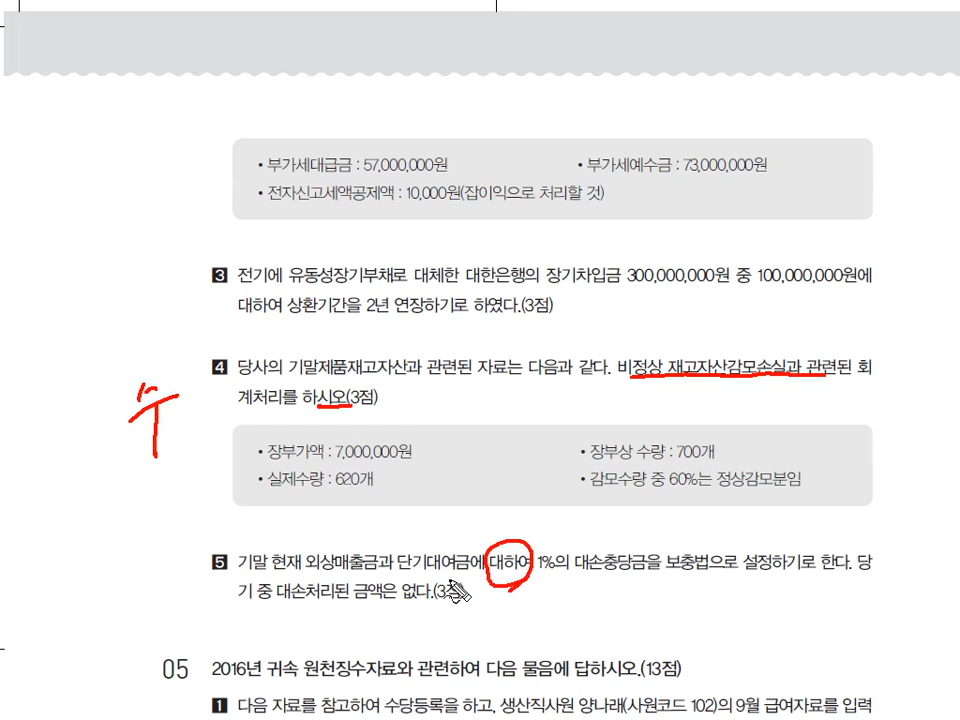 • 부가세대급금 : 57,000,000원 • 부가세예수금 : 73,000,000원
• 전자신고세액공제액 : 10,000원(잡이익으로 처리할 것)
3 전기에 유동성장기부채로 대체한 대한은행의 장기차입금 300,000,000원 중 100,000,000원에
대하여 상환기간을 2년 연장하기로 하였다.(3점)
4 당사의 기말제품재고자산과 관련된 자료는 다음과 같다. 비정상 재고자산감모손실과 관련된 회
계처리를 하시오(3점)
• 장부가액 : 7,000,000원 • 장부상 수량 : 700개
• 실제수량 : 620개 • 감모수량 중 60%는 정상감모분임
5 기말 현재 외상매출금과 단기대여금에 대하여 1%의 대손충당금을 보충법으로 설정하기로 한다. 당
기 중 대손처리된 금액은 없다.(3점)
05 2016년 귀속 원천징수자료와 관련하여 다음 물음에 답하시오.(13점)
1 다음 자료를 참고하여 수당등록을 하고, 생산직사원 양나래(사원코드 102)의 9월 급여자료를 입력